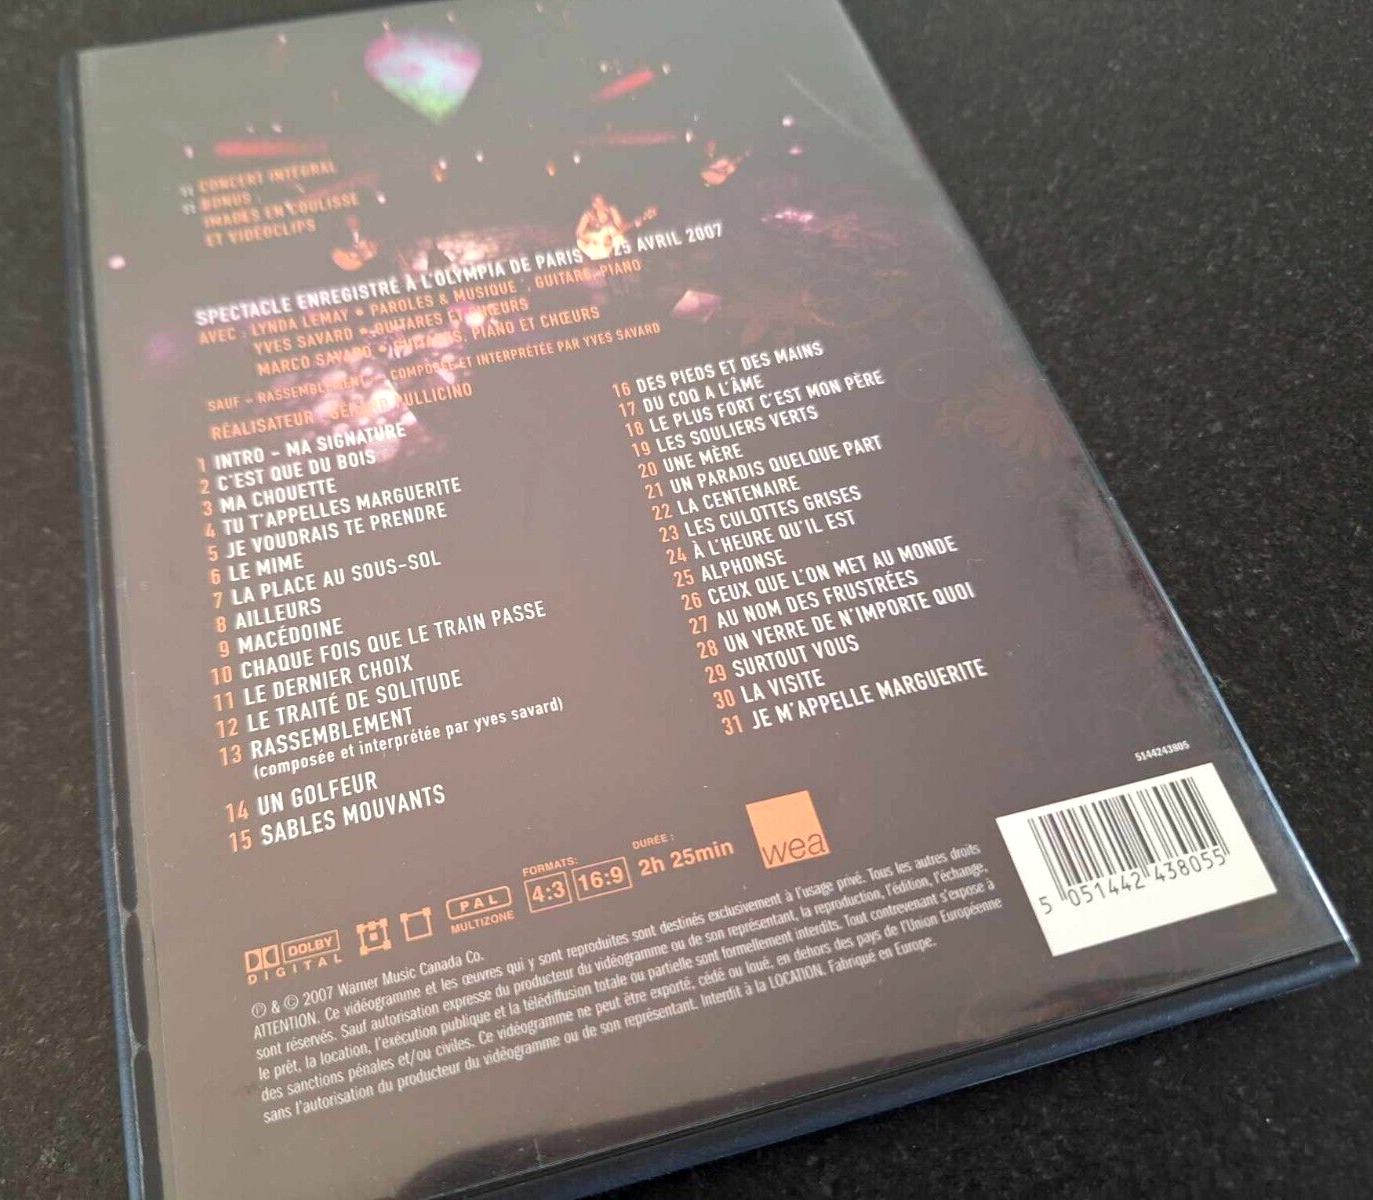 CONCERT INTÉGRAL
BONUS
IMAGES EN COULISSE
ET VIDÉOCLIPS
SPECTACLE ENREGISTRÉ À L'OLYMPIA DE PARIS 25 AVRIL 2007
AVEC : LYNDA LEMAY • PAROLES & MUSIQUE*, GUITARE, PIANO
YVES SAVARD • GUITARES ET CHŒURS
MARCO SAVARD • GUITARES, PIANO ET CHŒURS
SAUF - RASSEMBLEMENT - COMPOSÉE ET INTERPRÉTÉE PAR YVES SAVARD
RÉALISATEUR GÉRARD PULLICINO
1 INTRO - MA SIGNATURE
2 C'EST QUE DU BOIS
3 MA CHOUETTE
4 TU T'APPELLES MARGUERITE
5 JE VOUDRAIS TE PRENDRE
6 LE MIME
7 LA PLACE AU SOUS-SOL
8 AILLEURS
9 MACÉDOINE
10 CHAQUE FOIS QUE LE TRAIN PASSE
11 LE DERNIER CHOIX
12 LE TRAITÉ DE SOLITUDE
13 RASSEMBLEMENT
(composée et interprétée par yves savard)
14 UN GOLFEUR
15 SABLES MOUVANTS
16 DES PIEDS ET DES MAINS
17 DU COQ A L'ÂME
18 LE PLUS FORT C'EST MON PÈRE
19 LES SOULIERS VERTS
20 UNE MÈRE
21 UN PARADIS QUELQUE PART
22 LA CENTENAIRE
23 LES CULOTTES GRISES
24 À L'HEURE QU'IL EST
25 ALPHONSE
26 CEUX QUE L'ON MET AU MONDE
27 AU NOM DES FRUSTRÉES
28 UN VERRE DE N'IMPORTE QUOI
29 SURTOUT VOUS
30 LA VISITE
31 JE M'APPELLE MARGUERITE
5144243805
5 051442 438055
DOLBY
DIGITAL
PAL
MULTIZONE
FORMATS:
4:3 16:9
DURÉE :
2h 25min
wea
℗ & © 2007 Warner Music Canada Co.
ATTENTION. Ce vidéogramme et les œuvres qui y sont reproduites sont destinés exclusivement à l'usage privé. Tous les autres droits
sont réservés. Sauf autorisation expresse du producteur du vidéogramme ou de son représentant, la reproduction, l'édition, l'échange,
le prêt, la location, l'exécution publique et la télédiffusion totale ou partielle sont formellement interdits. Tout contrevenant s'expose à
des sanctions pénales et/ou civiles. Ce vidéogramme ne peut être exporté, cédé ou loué, en dehors des pays de l'Union Européenne
sans l'autorisation du producteur du vidéogramme ou de son représentant. Interdit à la LOCATION. Fabriqué en Europe.